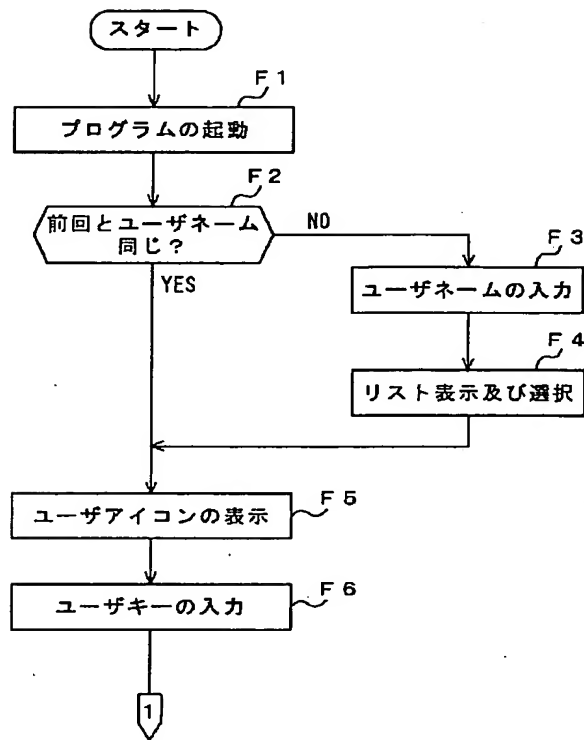 スタート
F1
プログラムの起動
F2
前回とユーザネーム
同じ?
NO
YES
F3
ユーザネームの入力
F4
リスト表示及び選択
F5
ユーザアイコンの表示
F6
ユーザキーの入力
1